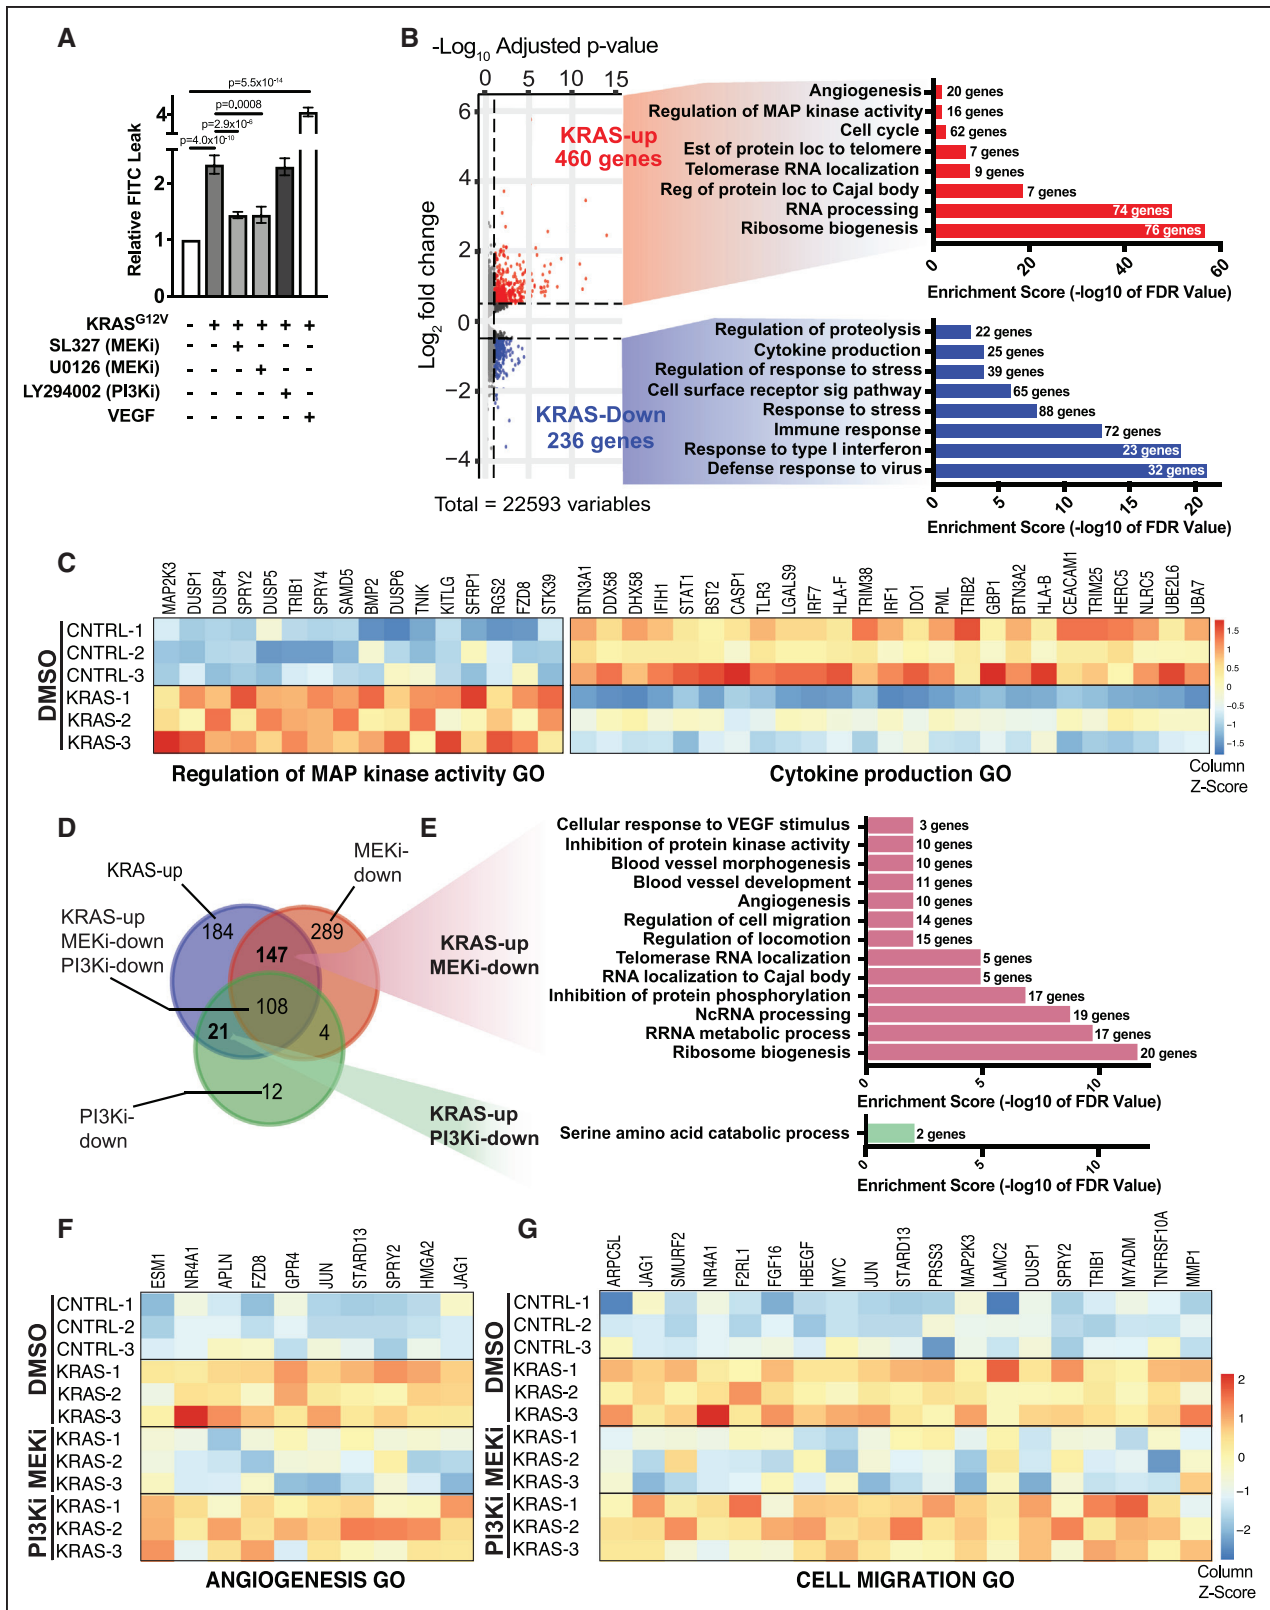 A
Relative FITC Leak
4
2
1
0
p=5.5x10-14
p=0.0008
p=2.9x10-6
p=4.0x10-10
KRASG12V - + + + + +
SL327 (MEKi) - - + - - -
U0126 (MEKi) - - - + - -
LY294002 (PI3Ki) - - - - + -
VEGF - - - - - +
B
-Log10 Adjusted p-value
0 5 10 15
Log2 fold change
6
4
2
0
−2
−4
KRAS-up
460 genes
KRAS-Down
236 genes
Total = 22593 variables
Angiogenesis 20 genes
Regulation of MAP kinase activity 16 genes
Cell cycle 62 genes
Est of protein loc to telomere 7 genes
Telomerase RNA localization 9 genes
Reg of protein loc to Cajal body 7 genes
RNA processing 74 genes
Ribosome biogenesis 76 genes
0 20 40 60
Enrichment Score (-log10 of FDR Value)
Regulation of proteolysis 22 genes
Cytokine production 25 genes
Regulation of response to stress 39 genes
Cell surface receptor sig pathway 65 genes
Response to stress 88 genes
Immune response 72 genes
Response to type I interferon 23 genes
Defense response to virus 32 genes
0 5 10 15 20
Enrichment Score (-log10 of FDR Value)
C
MAP2K3 DUSP1 DUSP4 SPRY2 DUSP5 TRIB1 SPRY4 SAMD5 BMP2 DUSP6 TNIK KITLG SFRP1 RGS2 FZD8 STK39
BTN3A1 DDX58 DHX58 IFIH1 STAT1 BST2 CASP1 TLR3 LGALS9 IRF7 HLA-F TRIM38 IRF1 IDO1 PML TRIB2 GBP1 BTN3A2 HLA-B CEACAM1 TRIM25 HERC5 NLRC5 UBE2L6 UBA7
DMSO
CNTRL-1
CNTRL-2
CNTRL-3
KRAS-1
KRAS-2
KRAS-3
1.5
1
0.5
0
−0.5
−1
−1.5
Column
Z-Score
Regulation of MAP kinase activity GO
Cytokine production GO
D
KRAS-up
MEKi-
down
KRAS-up
MEKi-down
PI3Ki-down
PI3Ki-
down
184
147
289
108
21
4
12
KRAS-up
MEKi-down
KRAS-up
PI3Ki-down
E
Cellular response to VEGF stimulus 3 genes
Inhibition of protein kinase activity 10 genes
Blood vessel morphogenesis 10 genes
Blood vessel development 11 genes
Angiogenesis 10 genes
Regulation of cell migration 14 genes
Regulation of locomotion 15 genes
Telomerase RNA localization 5 genes
RNA localization to Cajal body 5 genes
Inhibition of protein phosphorylation 17 genes
NcRNA processing 19 genes
RRNA metabolic process 17 genes
Ribosome biogenesis 20 genes
0 5 10
Enrichment Score (-log10 of FDR Value)
Serine amino acid catabolic process 2 genes
0 5 10
Enrichment Score (-log10 of FDR Value)
F
ESM1 NR4A1 APLN FZD8 GPR4 JUN STARD13 SPRY2 HMGA2 JAG1
DMSO
CNTRL-1
CNTRL-2
CNTRL-3
KRAS-1
KRAS-2
KRAS-3
MEKi
KRAS-1
KRAS-2
KRAS-3
PI3Ki
KRAS-1
KRAS-2
KRAS-3
ANGIOGENESIS GO
G
ARPC5L JAG1 SMURF2 NR4A1 F2RL1 FGF16 HBEGF MYC JUN STARD13 PRSS3 MAP2K3 LAMC2 DUSP1 SPRY2 TRIB1 MYADM TNFRSF10A MMP1
DMSO
CNTRL-1
CNTRL-2
CNTRL-3
KRAS-1
KRAS-2
KRAS-3
MEKi
KRAS-1
KRAS-2
KRAS-3
PI3Ki
KRAS-1
KRAS-2
KRAS-3
CELL MIGRATION GO
2
1
0
−1
−2
Column
Z-Score